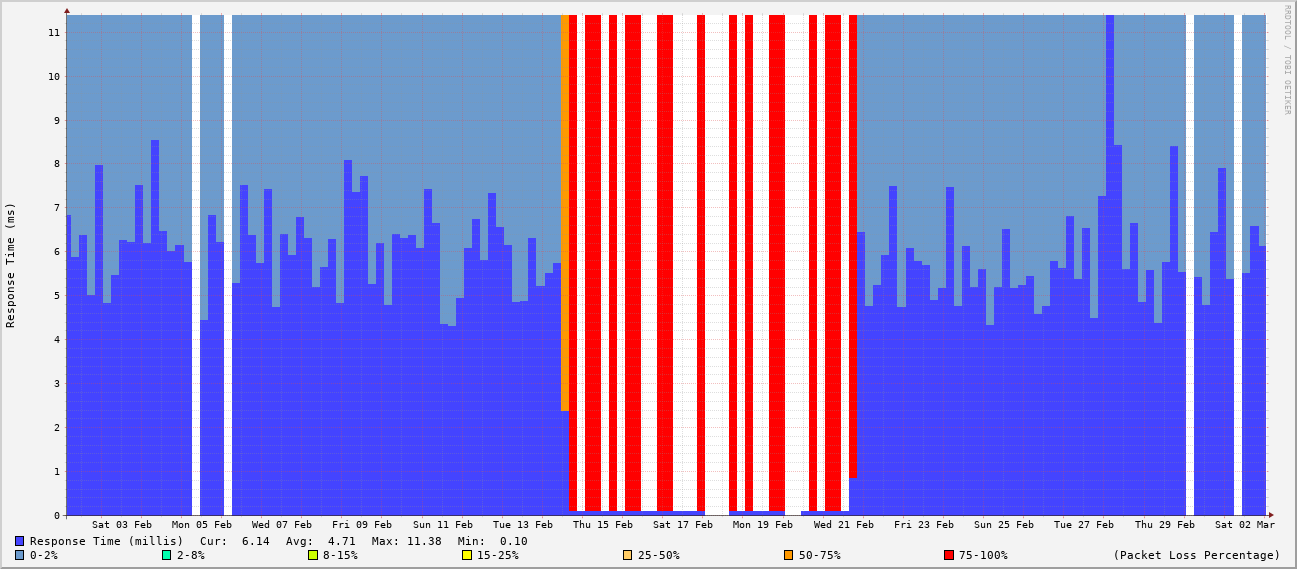 RRDTOOL / TOBI OETIKER
Response Time (ms)
11
10
9
8
7
6
5
4
3
2
1
0
Sat 03 Feb Mon 05 Feb Wed 07 Feb Fri 09 Feb Sun 11 Feb Tue 13 Feb Thu 15 Feb Sat 17 Feb Mon 19 Feb Wed 21 Feb Fri 23 Feb Sun 25 Feb Tue 27 Feb Thu 29 Feb Sat 02 Mar
Response Time (millis) Cur: 6.14 Avg: 4.71 Max: 11.38 Min: 0.10
0-2% 2-8% 8-15% 15-25% 25-50% 50-75% 75-100% (Packet Loss Percentage)